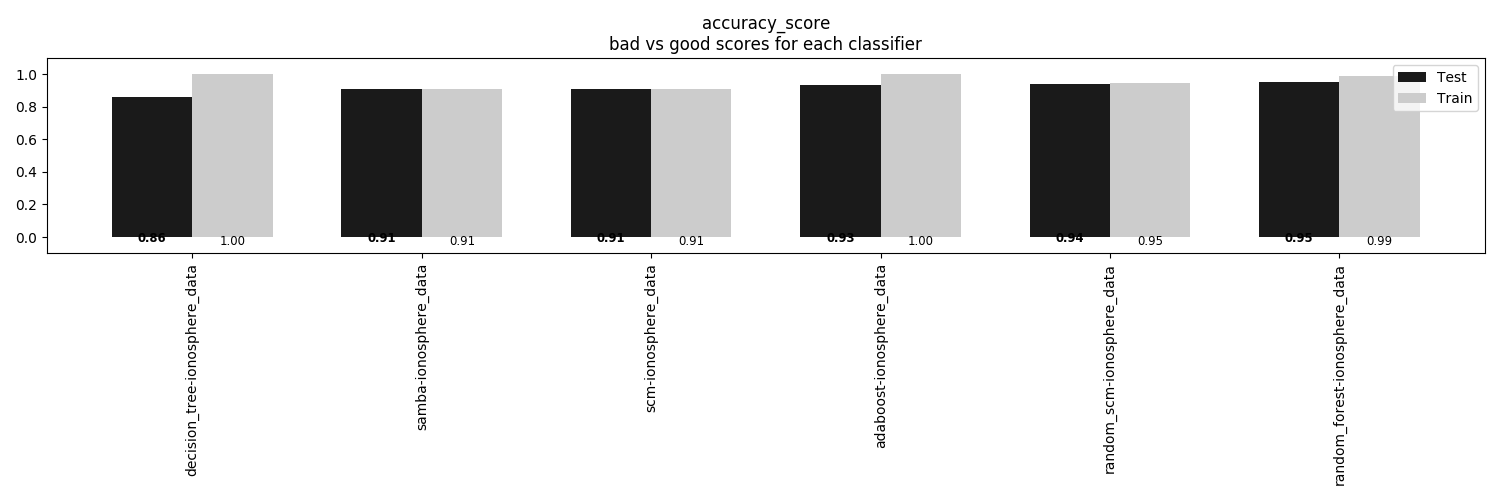 accuracy_score
bad vs good scores for each classifier
Test
Train
1.0
0.8
0.6
0.4
0.2
0.0
0.86 1.00 0.91 0.91 0.91 0.91 0.93 1.00 0.94 0.95 0.95 0.99
decision_tree-ionosphere_data
samba-ionosphere_data
scm-ionosphere_data
adaboost-ionosphere_data
random_scm-ionosphere_data
random_forest-ionosphere_data